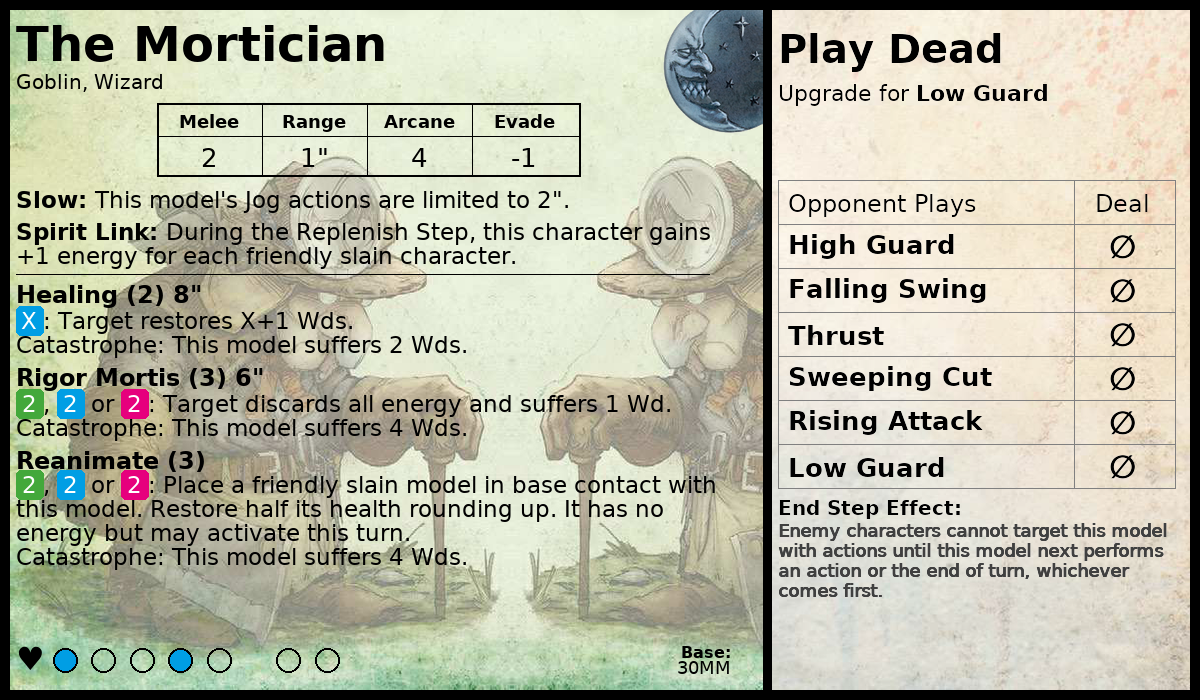 The Mortician
Goblin, Wizard
Melee Range Arcane Evade
2 1" 4 -1
Slow: This model's Jog actions are limited to 2".
Spirit Link: During the Replenish Step, this character gains
+1 energy for each friendly slain character.
Healing (2) 8"
X: Target restores X+1 Wds.
Catastrophe: This model suffers 2 Wds.
Rigor Mortis (3) 6"
2, 2 or 2: Target discards all energy and suffers 1 Wd.
Catastrophe: This model suffers 4 Wds.
Reanimate (3)
2, 2 or 2: Place a friendly slain model in base contact with
this model. Restore half its health rounding up. It has no
energy but may activate this turn.
Catastrophe: This model suffers 4 Wds.
Base:
30MM
Play Dead
Upgrade for Low Guard
Opponent Plays Deal
High Guard ∅
Falling Swing ∅
Thrust ∅
Sweeping Cut ∅
Rising Attack ∅
Low Guard ∅
End Step Effect:
Enemy characters cannot target this model
with actions until this model next performs
an action or the end of turn, whichever
comes first.